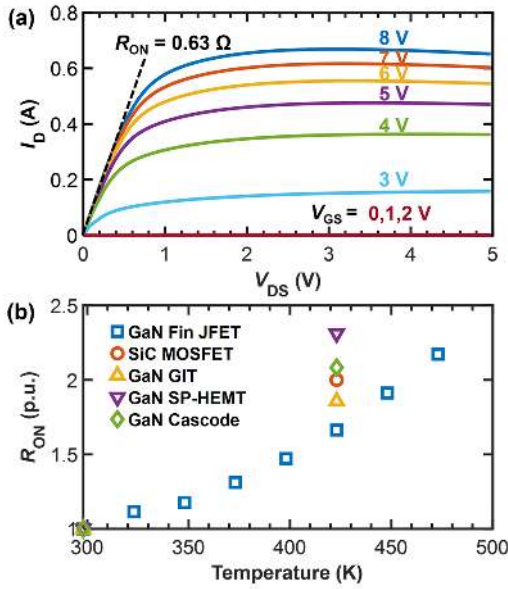 (a)
R_ON = 0.63 Ω
8 V
7 V
6 V
5 V
4 V
3 V
V_GS = 0,1,2 V
0.8
0.6
0.4
0.2
0
I_D (A)
0 1 2 3 4 5
V_DS (V)
(b)
GaN Fin JFET
SiC MOSFET
GaN GIT
GaN SP-HEMT
GaN Cascode
2.5
2
1.5
1
R_ON (p.u.)
300 350 400 450 500
Temperature (K)